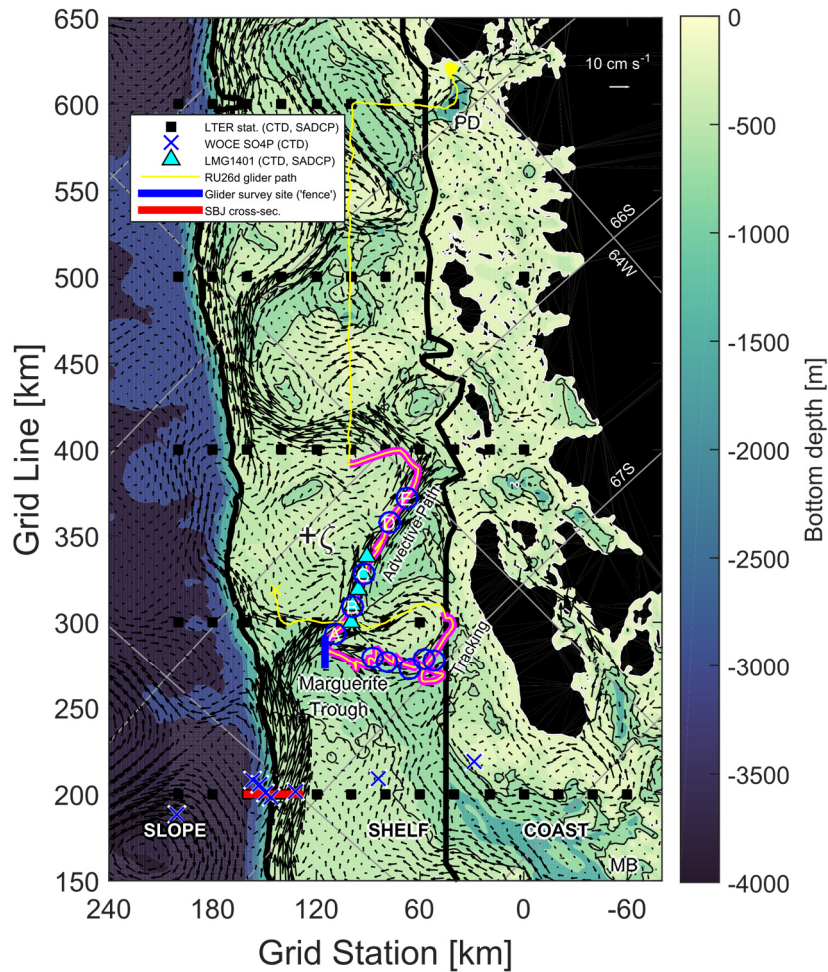 650
600
550
500
450
400
350
300
250
200
150
240
180
120
60
0
-60
Grid Line [km]
Grid Station [km]
LTER stat. (CTD, SADCP)
WOCE SO4P (CTD)
LMG1401 (CTD, SADCP)
RU26d glider path
Glider survey site ('fence')
SBJ cross-sec.
10 cm s⁻¹
PD
66S
64W
67S
+ζ
Advective Path
Tracking
Marguerite
Trough
SLOPE
SHELF
COAST
MB
0
-500
-1000
-1500
-2000
-2500
-3000
-3500
-4000
Bottom depth [m]